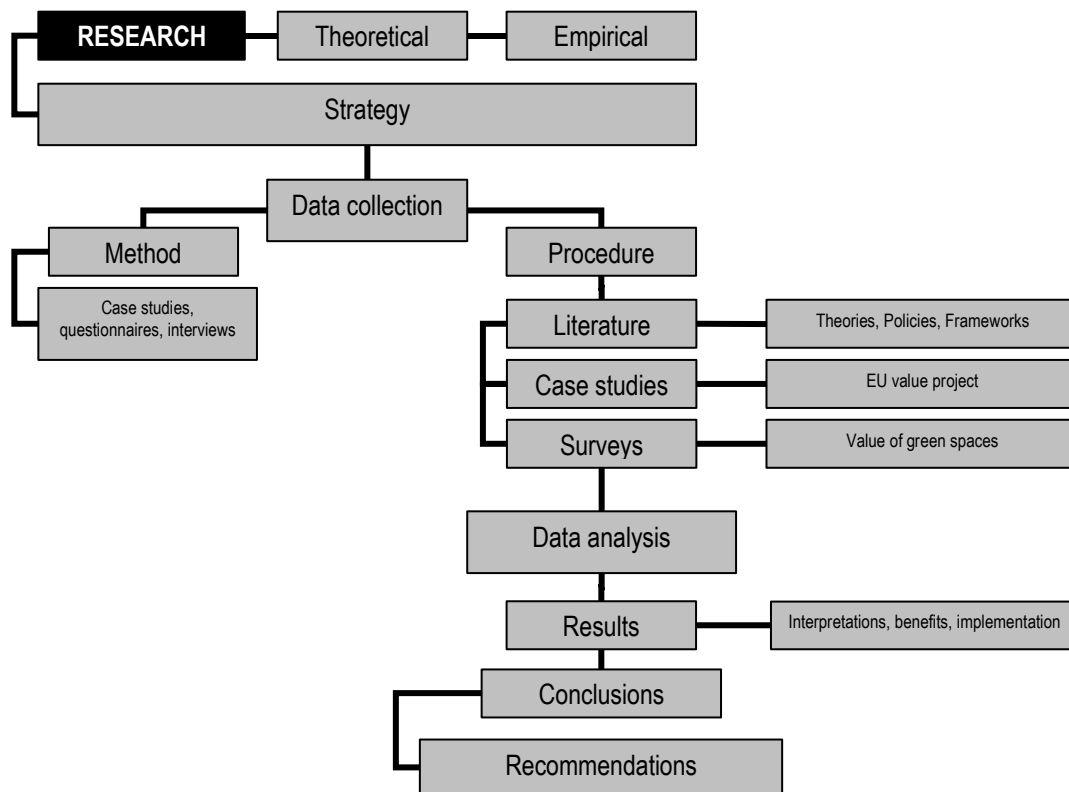 RESEARCH
Theoretical
Empirical
Strategy
Data collection
Method
Procedure
Case studies,
questionnaires, interviews
Literature
Theories, Policies, Frameworks
Case studies
EU value project
Surveys
Value of green spaces
Data analysis
Results
Interpretations, benefits, implementation
Conclusions
Recommendations